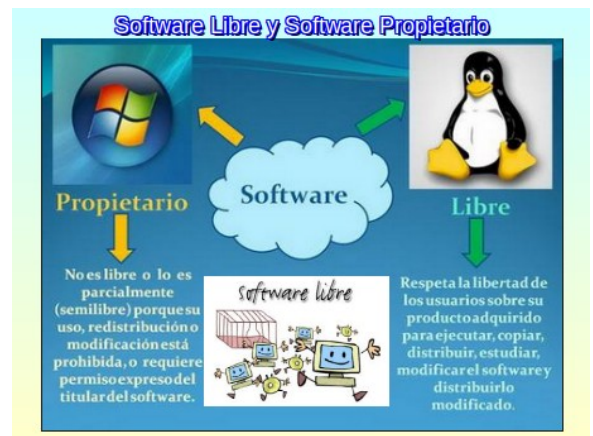 Software Libre y Software Propietario
Software
Propietario
No es libre o lo es
parcialmente
(semilibre) porque su
uso, redistribución o
modificación está
prohibida, o requiere
permiso expreso del
titular del software.
software libre
Libre
Respeta la libertad de
los usuarios sobre su
producto adquirido
para ejecutar, copiar,
distribuir, estudiar,
modificar el software y
distribuirlo
modificado.